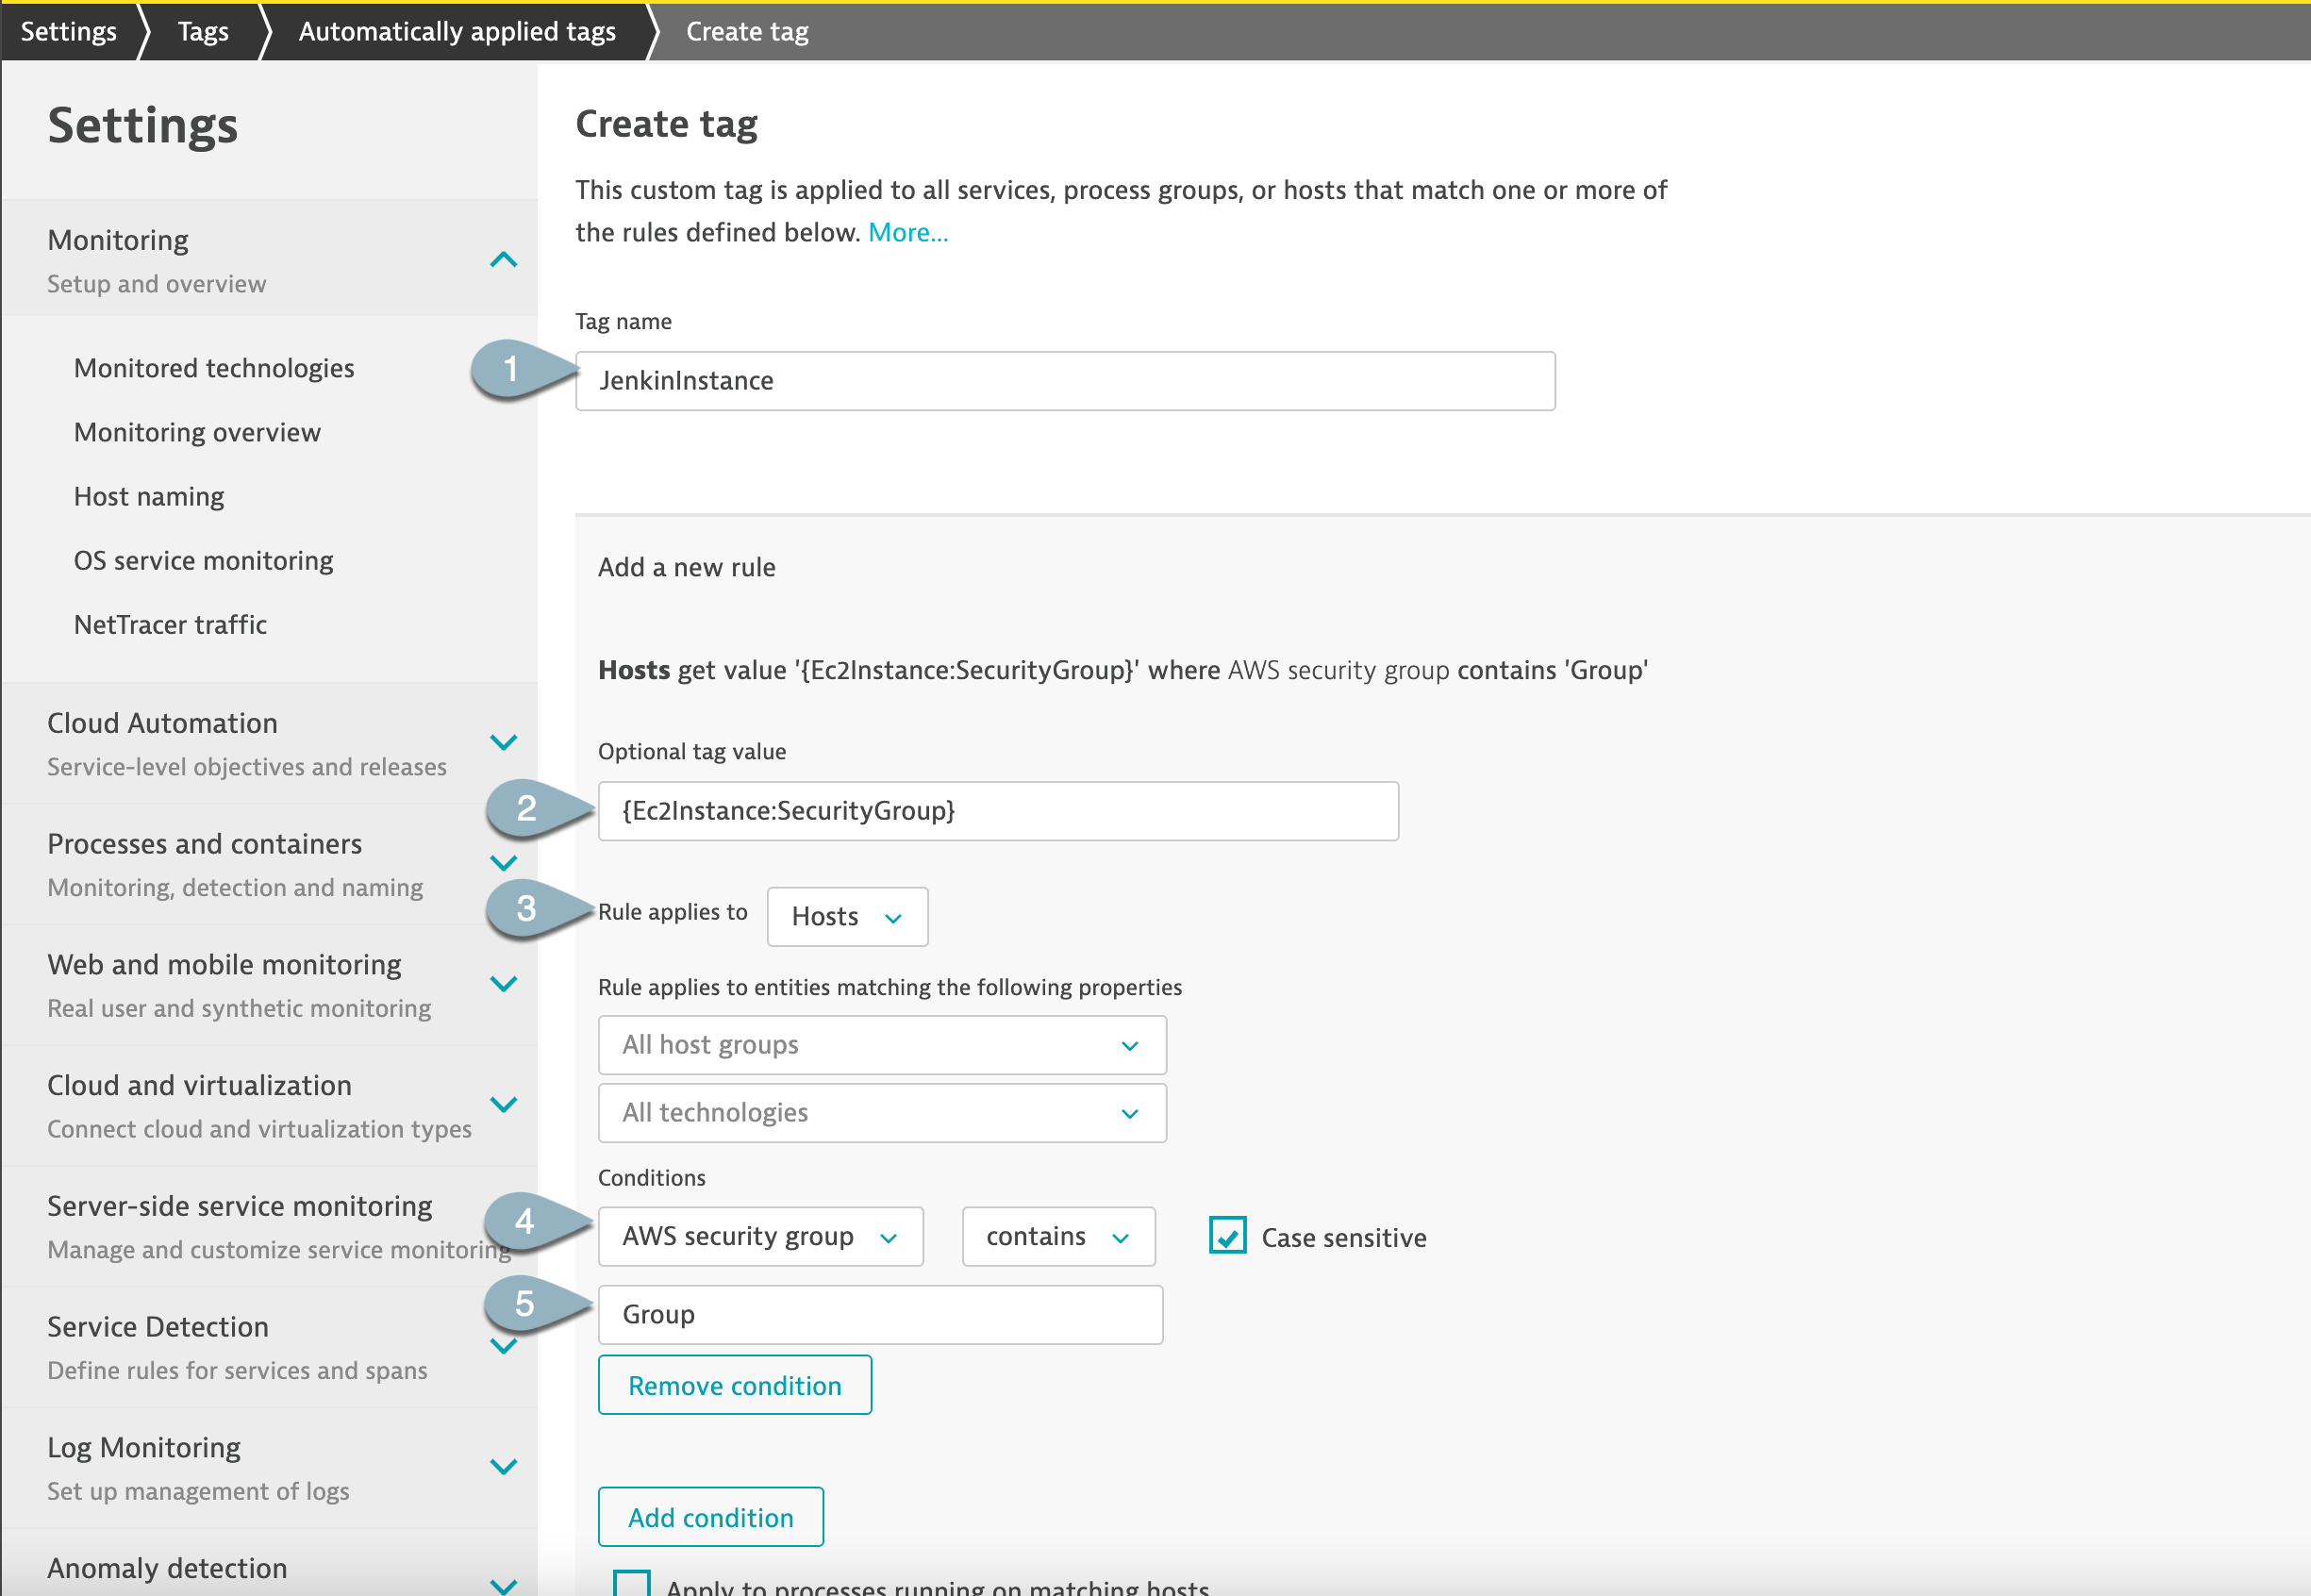 Settings Tags Automatically applied tags Create tag
Settings
Monitoring
Setup and overview
Monitored technologies
Monitoring overview
Host naming
OS service monitoring
NetTracer traffic
Cloud Automation
Service-level objectives and releases
Processes and containers
Monitoring, detection and naming
Web and mobile monitoring
Real user and synthetic monitoring
Cloud and virtualization
Connect cloud and virtualization types
Server-side service monitoring
Manage and customize service monitoring
Service Detection
Define rules for services and spans
Log Monitoring
Set up management of logs
Anomaly detection
Create tag
This custom tag is applied to all services, process groups, or hosts that match one or more of
the rules defined below. More...
Tag name
1
JenkinInstance
Add a new rule
Hosts get value '{Ec2Instance:SecurityGroup}' where AWS security group contains 'Group'
Optional tag value
2
{Ec2Instance:SecurityGroup}
3
Rule applies to Hosts
Rule applies to entities matching the following properties
All host groups
All technologies
Conditions
4
AWS security group contains Case sensitive
5
Group
Remove condition
Add condition
Apply to processes running on matching hosts